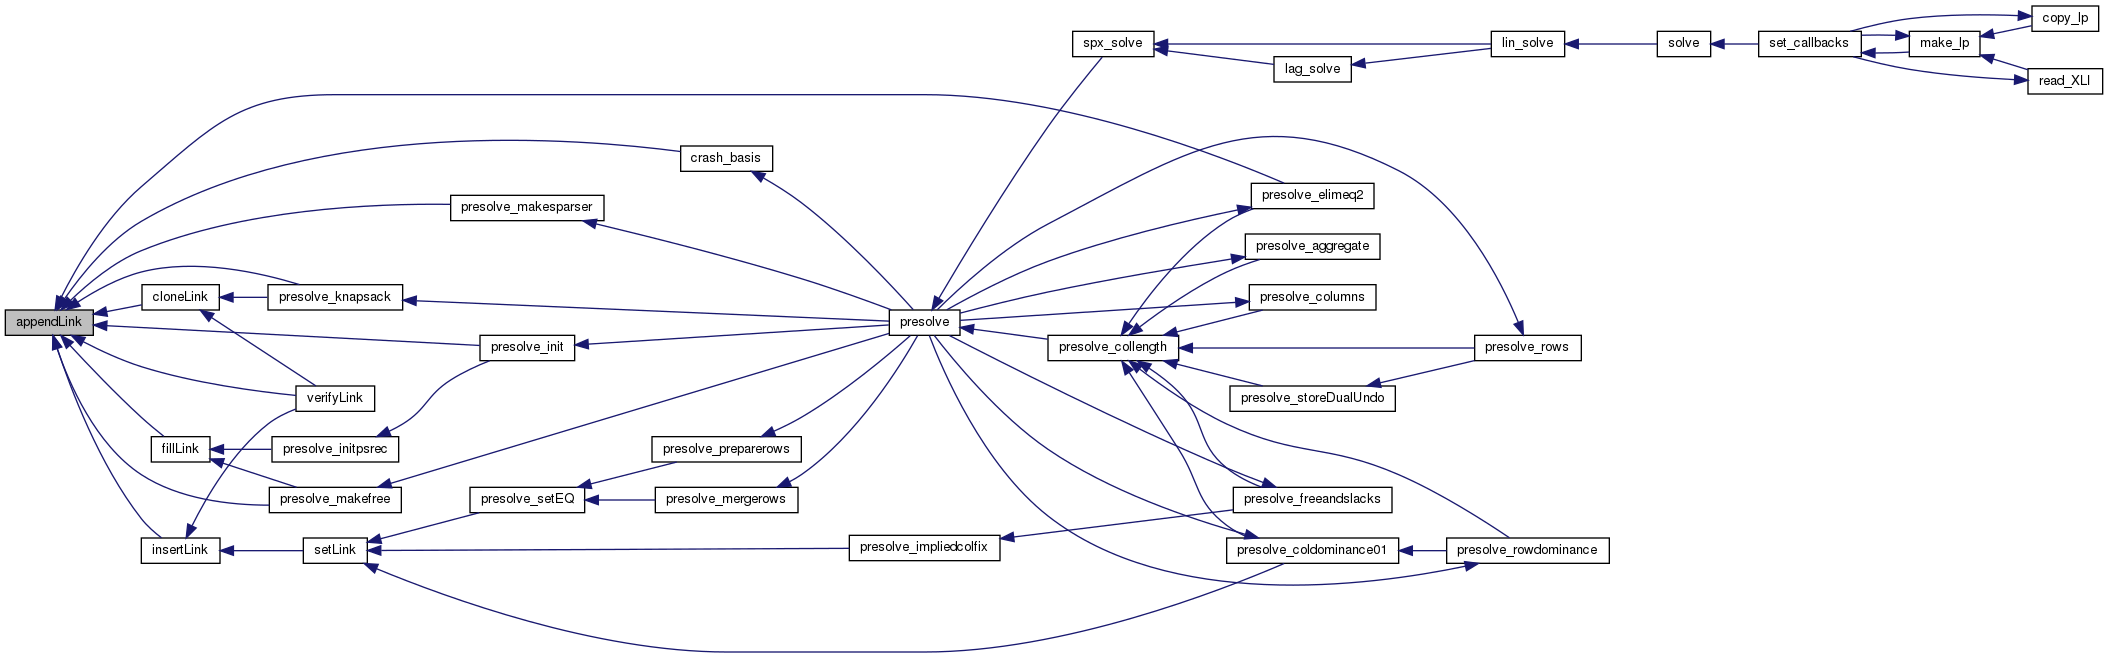 copy_lp
spx_solve
lin_solve
solve
set_callbacks
make_lp
lag_solve
read_XLI
crash_basis
presolve_elimeq2
presolve_makesparser
presolve_aggregate
cloneLink
presolve_knapsack
presolve_columns
appendLink
presolve
presolve_init
presolve_collength
presolve_rows
verifyLink
presolve_storeDualUndo
fillLink
presolve_initpsrec
presolve_preparerows
presolve_makefree
presolve_setEQ
presolve_mergerows
presolve_freeandslacks
insertLink
setLink
presolve_impliedcolfix
presolve_coldominance01
presolve_rowdominance